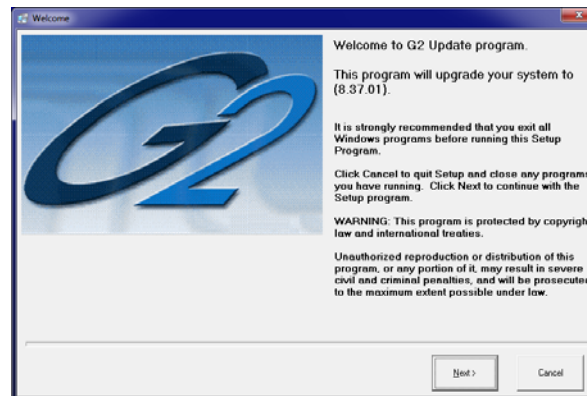 Welcome
G2
Welcome to G2 Update program.
This program will upgrade your system to
(8.37.01).
It is strongly recommended that you exit all
Windows programs before running this Setup
Program.
Click Cancel to quit Setup and close any programs
you have running. Click Next to continue with the
Setup program.
WARNING: This program is protected by copyrigh
law and international treaties.
Unauthorized reproduction or distribution of this
program, or any portion of it, may result in severe
civil and criminal penalties, and will be prosecuted
to the maximum extent possible under law.
Next >
Cancel